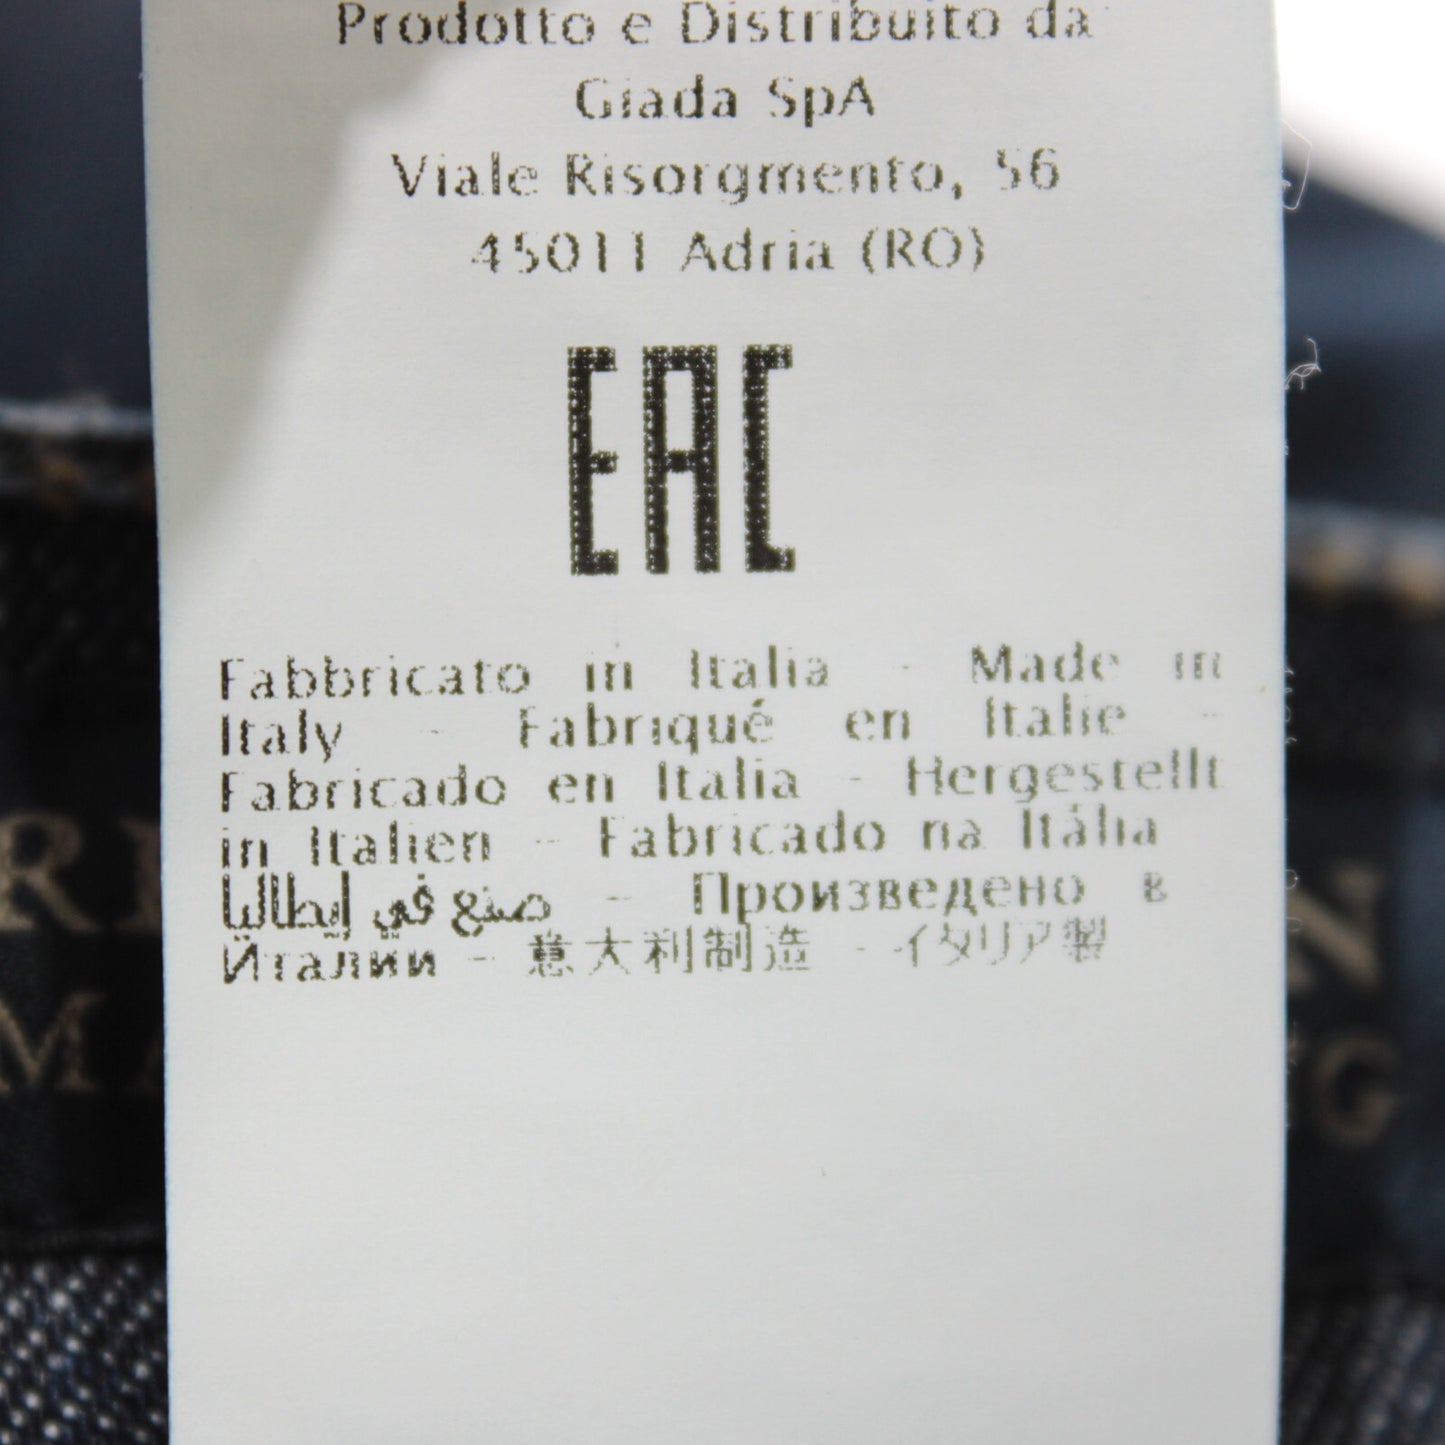 Prodotto e Distribuito da
Giada SpA
Viale Risorgmento, 56
45011 Adria (RO)
EAC
Fabbricato in Italia - Made in
Italy - Fabriqué en Italie -
Fabricado en Italia - Hergestellt
in Italien - Fabricado na Itália
صنع في إيطاليا - Произведено в
Италии - 意大利制造 - イタリア製